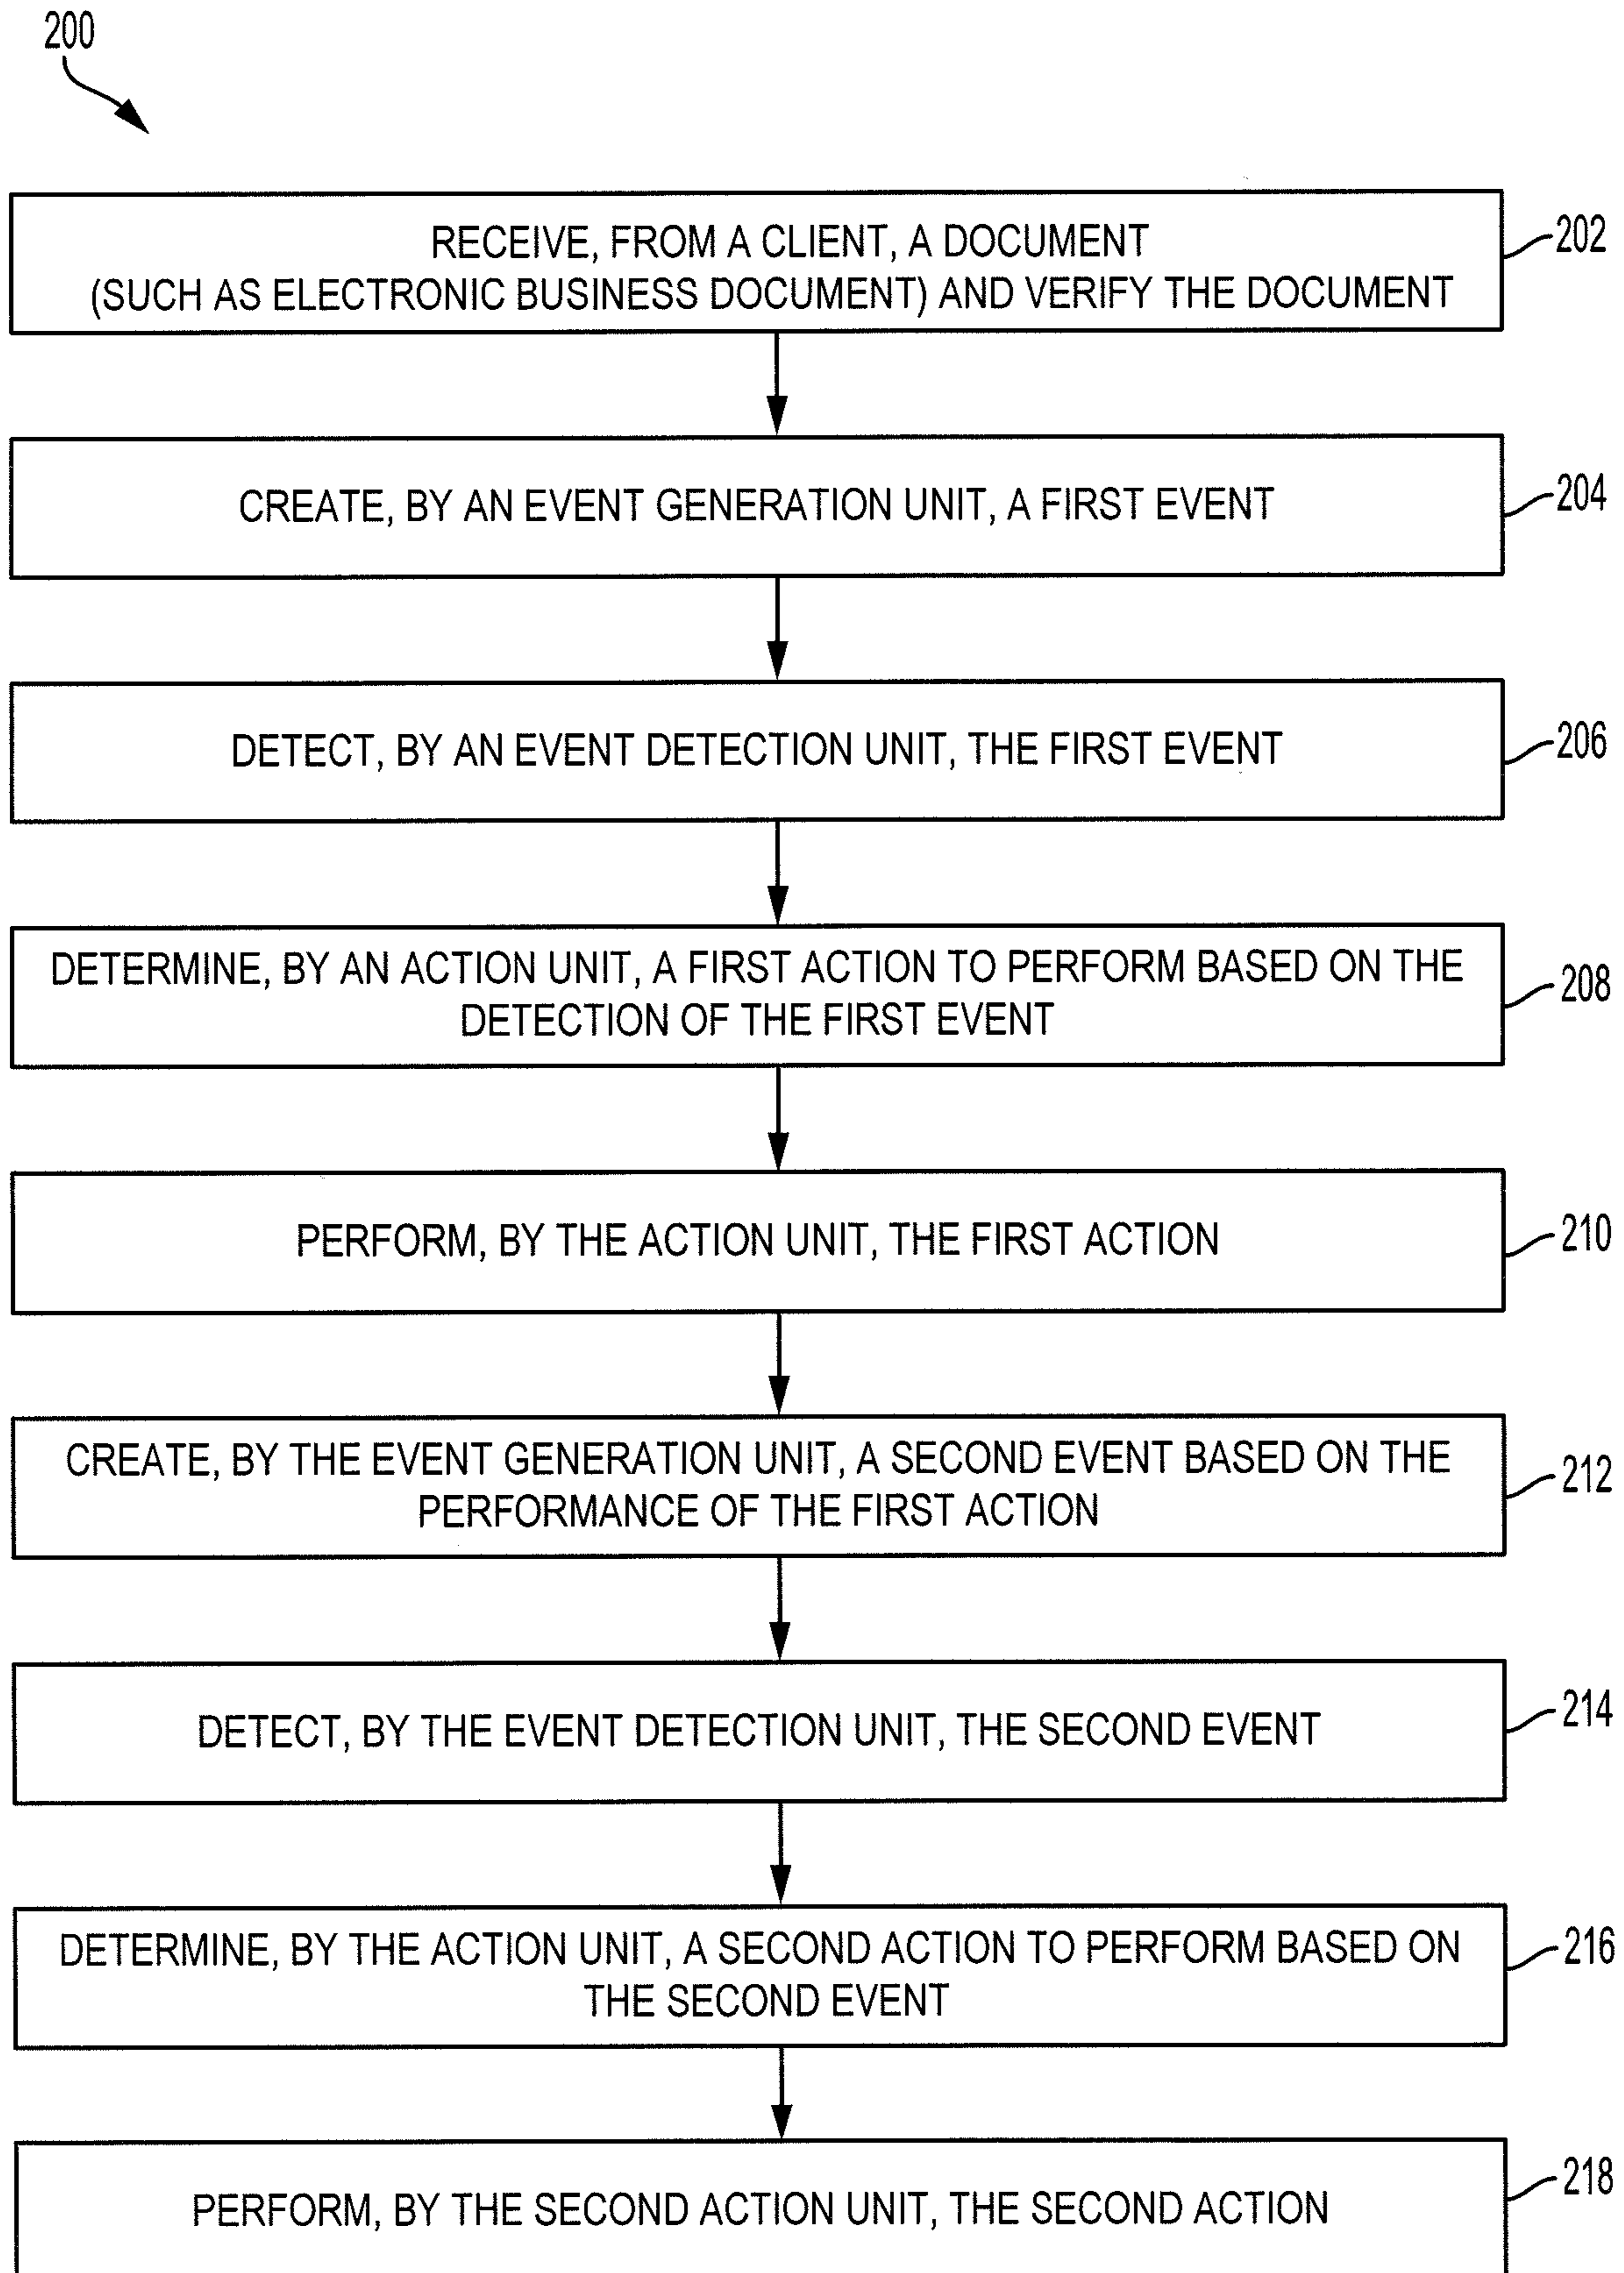 200
RECEIVE, FROM A CLIENT, A DOCUMENT
(SUCH AS ELECTRONIC BUSINESS DOCUMENT) AND VERIFY THE DOCUMENT
202
CREATE, BY AN EVENT GENERATION UNIT, A FIRST EVENT
204
DETECT, BY AN EVENT DETECTION UNIT, THE FIRST EVENT
206
DETERMINE, BY AN ACTION UNIT, A FIRST ACTION TO PERFORM BASED ON THE
DETECTION OF THE FIRST EVENT
208
PERFORM, BY THE ACTION UNIT, THE FIRST ACTION
210
CREATE, BY THE EVENT GENERATION UNIT, A SECOND EVENT BASED ON THE
PERFORMANCE OF THE FIRST ACTION
212
DETECT, BY THE EVENT DETECTION UNIT, THE SECOND EVENT
214
DETERMINE, BY THE ACTION UNIT, A SECOND ACTION TO PERFORM BASED ON
THE SECOND EVENT
216
PERFORM, BY THE SECOND ACTION UNIT, THE SECOND ACTION
218